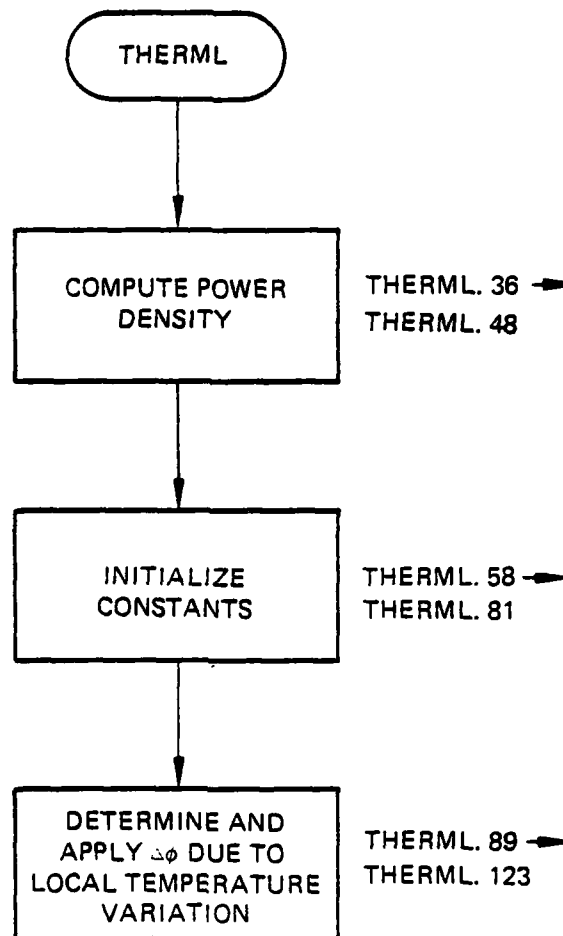 THERML
COMPUTE POWER
DENSITY
THERML. 36 →
THERML. 48
INITIALIZE
CONSTANTS
THERML. 58 →
THERML. 81
DETERMINE AND
APPLY Δϕ DUE TO
LOCAL TEMPERATURE
VARIATION
THERML. 89 →
THERML. 123